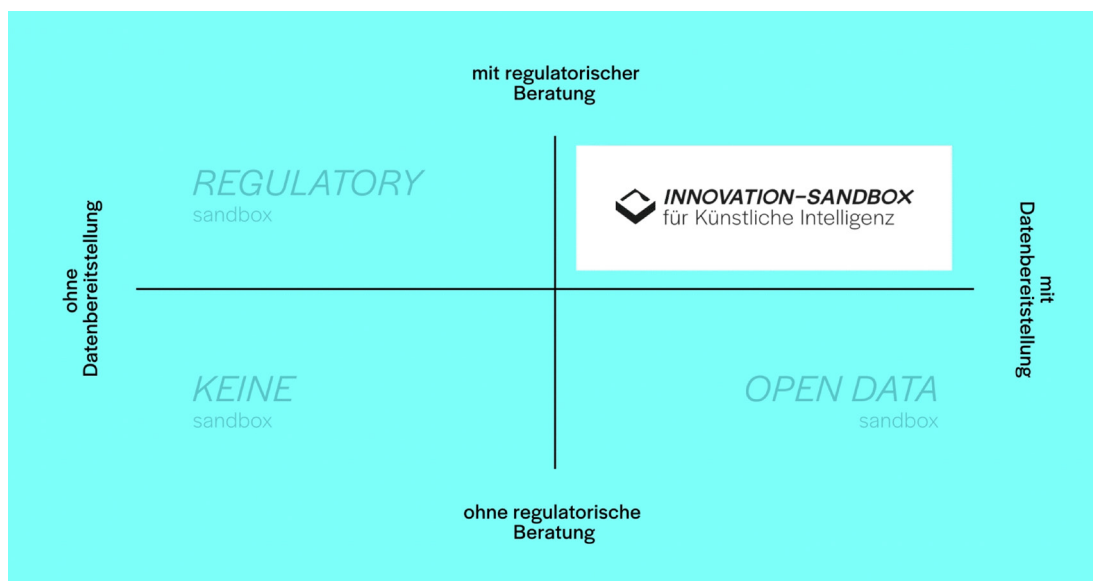 mit regulatorischer
Beratung
REGULATORY
sandbox
INNOVATION-SANDBOX
für Künstliche Intelligenz
ohne
Datenbereitstellung
mit
Datenbereitstellung
KEINE
sandbox
OPEN DATA
sandbox
ohne regulatorische
Beratung